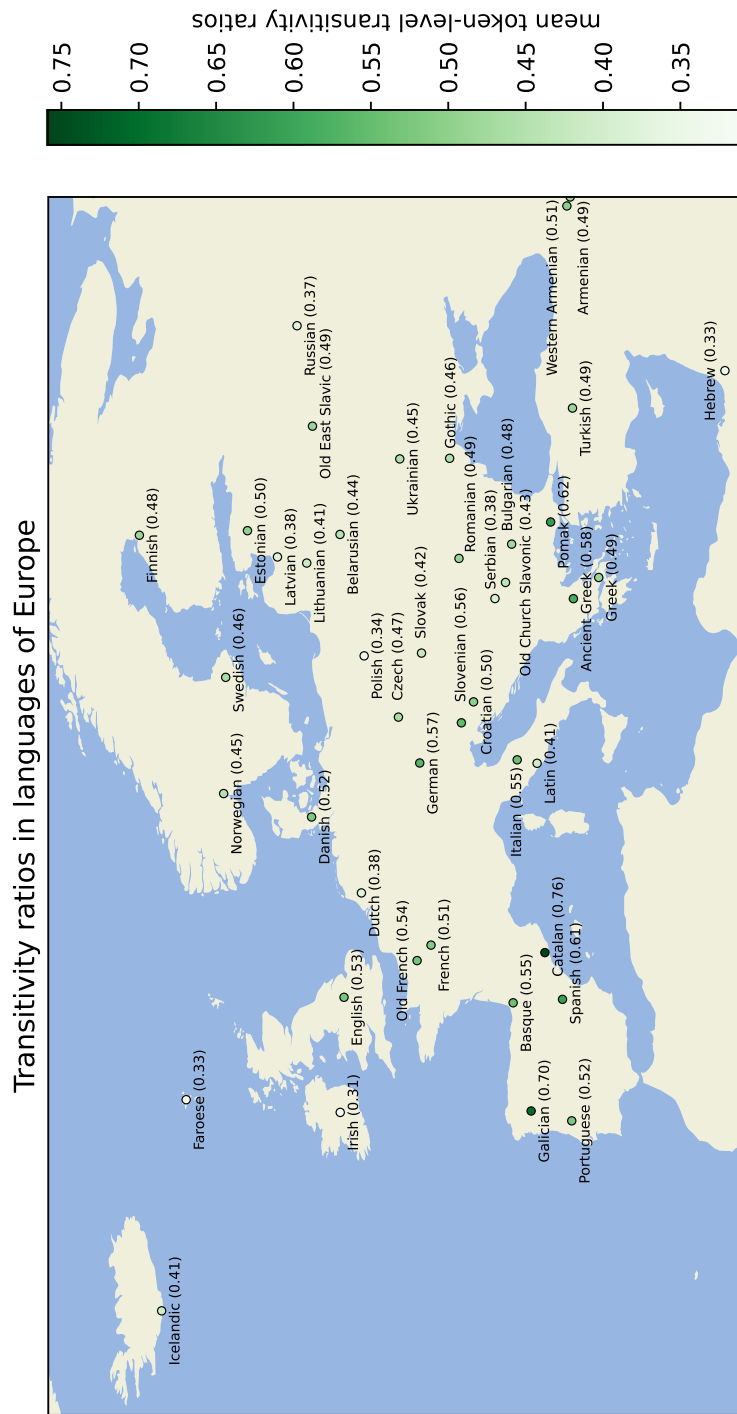 Transitivity ratios in languages of Europe
Icelandic (0.41)
Faroese (0.33)
Norwegian (0.45)
Swedish (0.46)
Finnish (0.48)
Estonian (0.50)
Latvian (0.38)
Lithuanian (0.41)
Belarusian (0.44)
Russian (0.37)
Old East Slavic (0.49)
Danish (0.52)
Irish (0.31)
English (0.53)
Dutch (0.38)
Polish (0.34)
Czech (0.47)
Slovak (0.42)
Ukrainian (0.45)
Old French (0.54)
French (0.51)
German (0.57)
Slovenian (0.56)
Croatian (0.50)
Serbian (0.38)
Romanian (0.49)
Gothic (0.46)
Bulgarian (0.48)
Old Church Slavonic (0.43)
Basque (0.55)
Galician (0.70)
Portuguese (0.52)
Catalan (0.76)
Spanish (0.61)
Italian (0.55)
Latin (0.41)
Pomak (0.62)
Ancient Greek (0.58)
Greek (0.49)
Turkish (0.49)
Western Armenian (0.51)
Armenian (0.49)
Hebrew (0.33)
0.75
0.70
0.65
0.60
0.55
0.50
0.45
0.40
0.35
mean token-level transitivity ratios